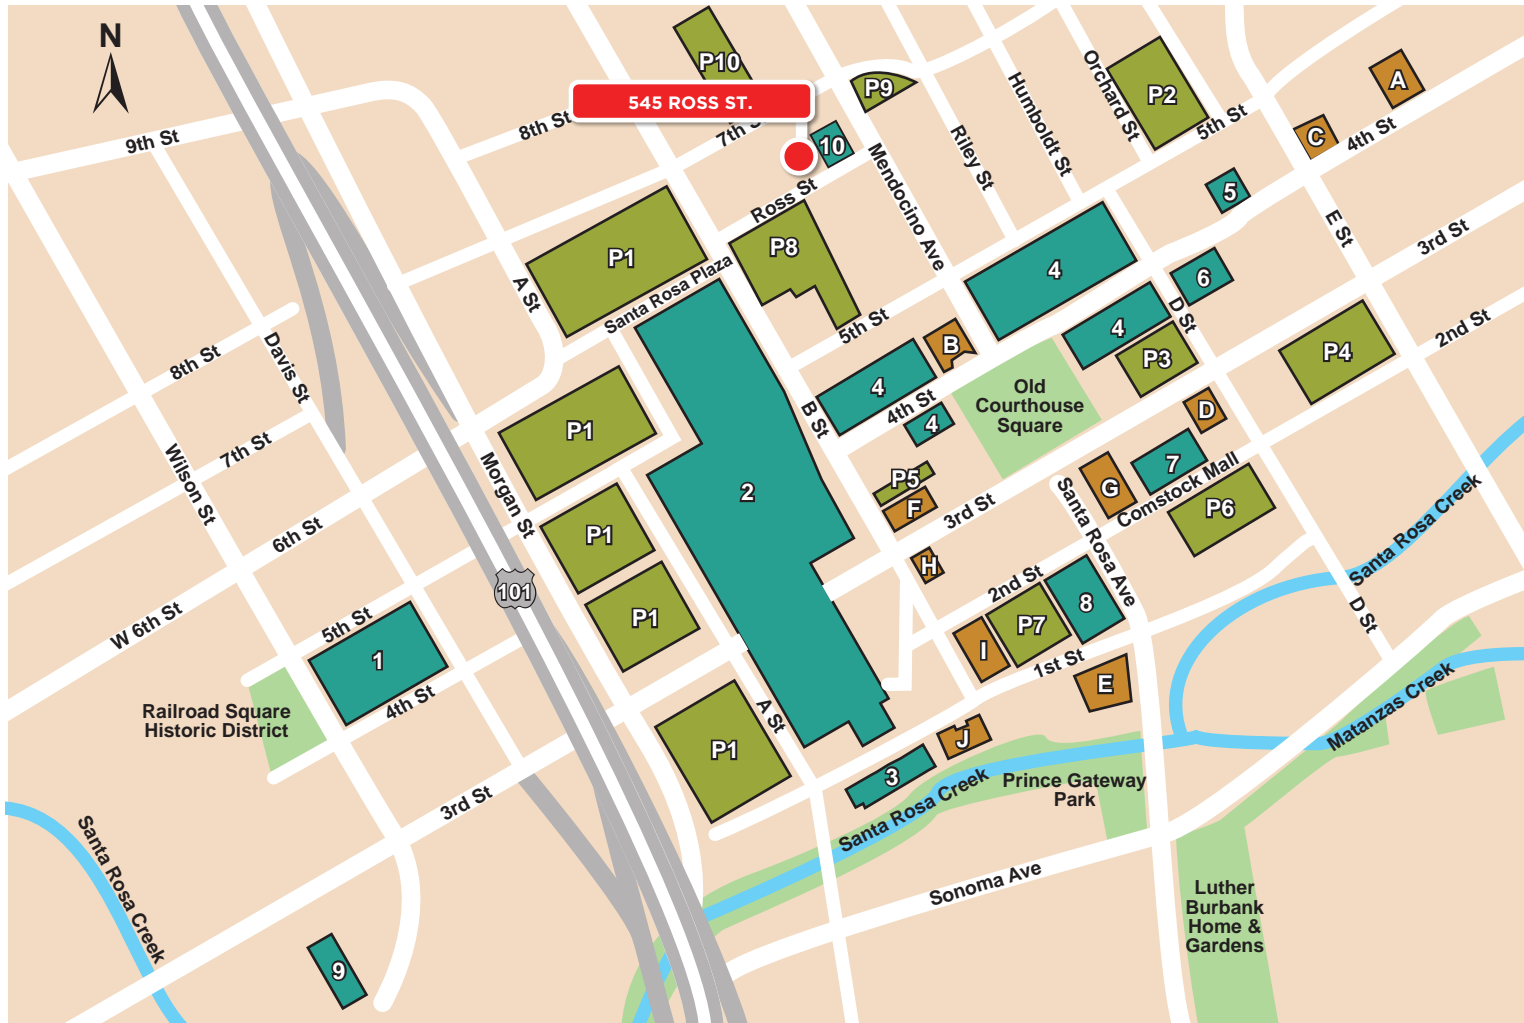 N
P10
545 ROSS ST.
P9
8th St
7th S
10
9th St
Mendocino Ave
Riley St
Humboldt St
Orchard St
P2
5th St
A
C
4th St
5
E St
3rd St
2nd St
Ross St
P8
P1
Santa Rosa Plaza
A St
4
6
D St
4
P3
P4
5th St
B
4
4th St
4
Old
Courthouse
Square
D
B St
8th St
Davis St
7th St
Wilson St
6th St
W 6th St
P1
Morgan St
2
P5
F
3rd St
G
7
Comstock Mall
P6
Santa Rosa Creek
P1
101
H
Santa Rosa Ave
2nd St
8
P7
I
1st St
E
D St
P1
5th St
1
4th St
Railroad Square
Historic District
Matanzas Creek
A St
P1
J
3
Santa Rosa Creek
Prince Gateway
Park
3rd St
Santa Rosa Creek
Sonoma Ave
Luther
Burbank
Home &
Gardens
9